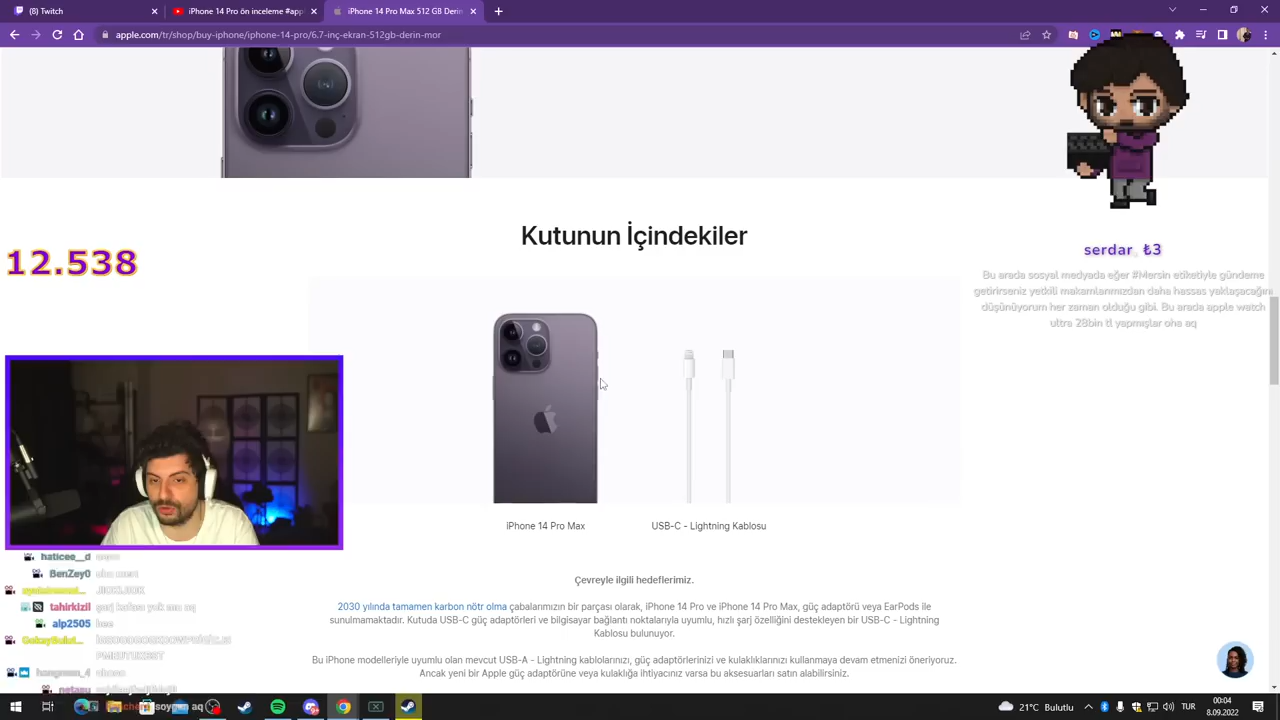 (8) Twitch
iPhone 14 Pro ön inceleme #app
5G iPhone 14 Pro Max 512 GB Derin Mor
apple.com/tr/shop/buy-iphone/iphone-14-pro/6.7-inç-ekran-512gb-derin-mor
Kutunun İçindekiler
12.538
serdar, ₺3
Bu arada sosyal medyada eğer #Mersin etiketiyle gündeme
getirirseniz yetkili makamlarımızdan daha hassas yaklaşacağını
düşünüyorum her zaman olduğu gibi. Bu arada apple watch
ultra 28bin tl yapmışlar oha aq
iPhone 14 Pro Max
USB-C - Lightning Kablosu
haticee__d
BenZey0
tahirkizil şarj kafası yok amı aq
alp2505
Çevreyle ilgili hedeflerimiz.
2030 yılında tamamen karbon nötr olma çabalarımızın bir parçası olarak, iPhone 14 Pro ve iPhone 14 Pro Max, güç adaptörü veya EarPods ile
sunulmamaktadır. Kutuda USB-C güç adaptörleri ve bilgisayar bağlantı noktalarıyla uyumlu, hızlı şarj özelliğini destekleyen bir USB-C - Lightning
Kablosu bulunuyor.
Bu iPhone modelleriyle uyumlu olan mevcut USB-A - Lightning kablolarınızı, güç adaptörlerinizi ve kulaklıklarınızı kullanmaya devam etmenizi öneriyoruz.
Ancak yeni bir Apple güç adaptörüne veya kulaklığa ihtiyacınız varsa bu aksesuarları satın alabilirsiniz.
21°C Bulutlu
TUR
00:04
8.09.2022